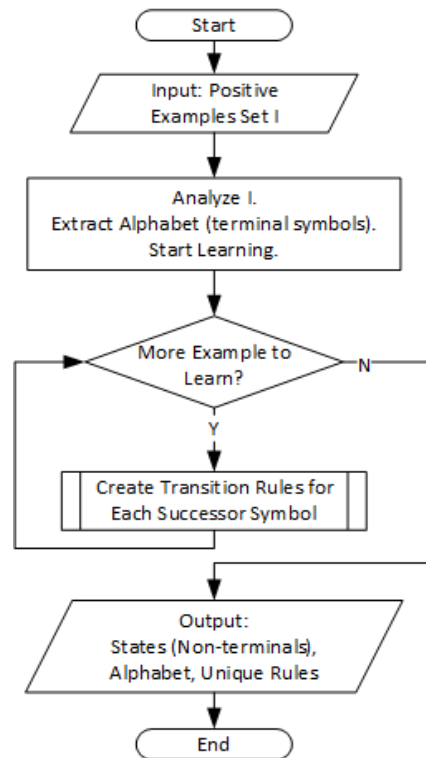 Start
Input: Positive
Examples Set I
Analyze I.
Extract Alphabet (terminal symbols).
Start Learning.
More Example to
Learn?
N
Y
Create Transition Rules for
Each Successor Symbol
Output:
States (Non-terminals),
Alphabet, Unique Rules
End